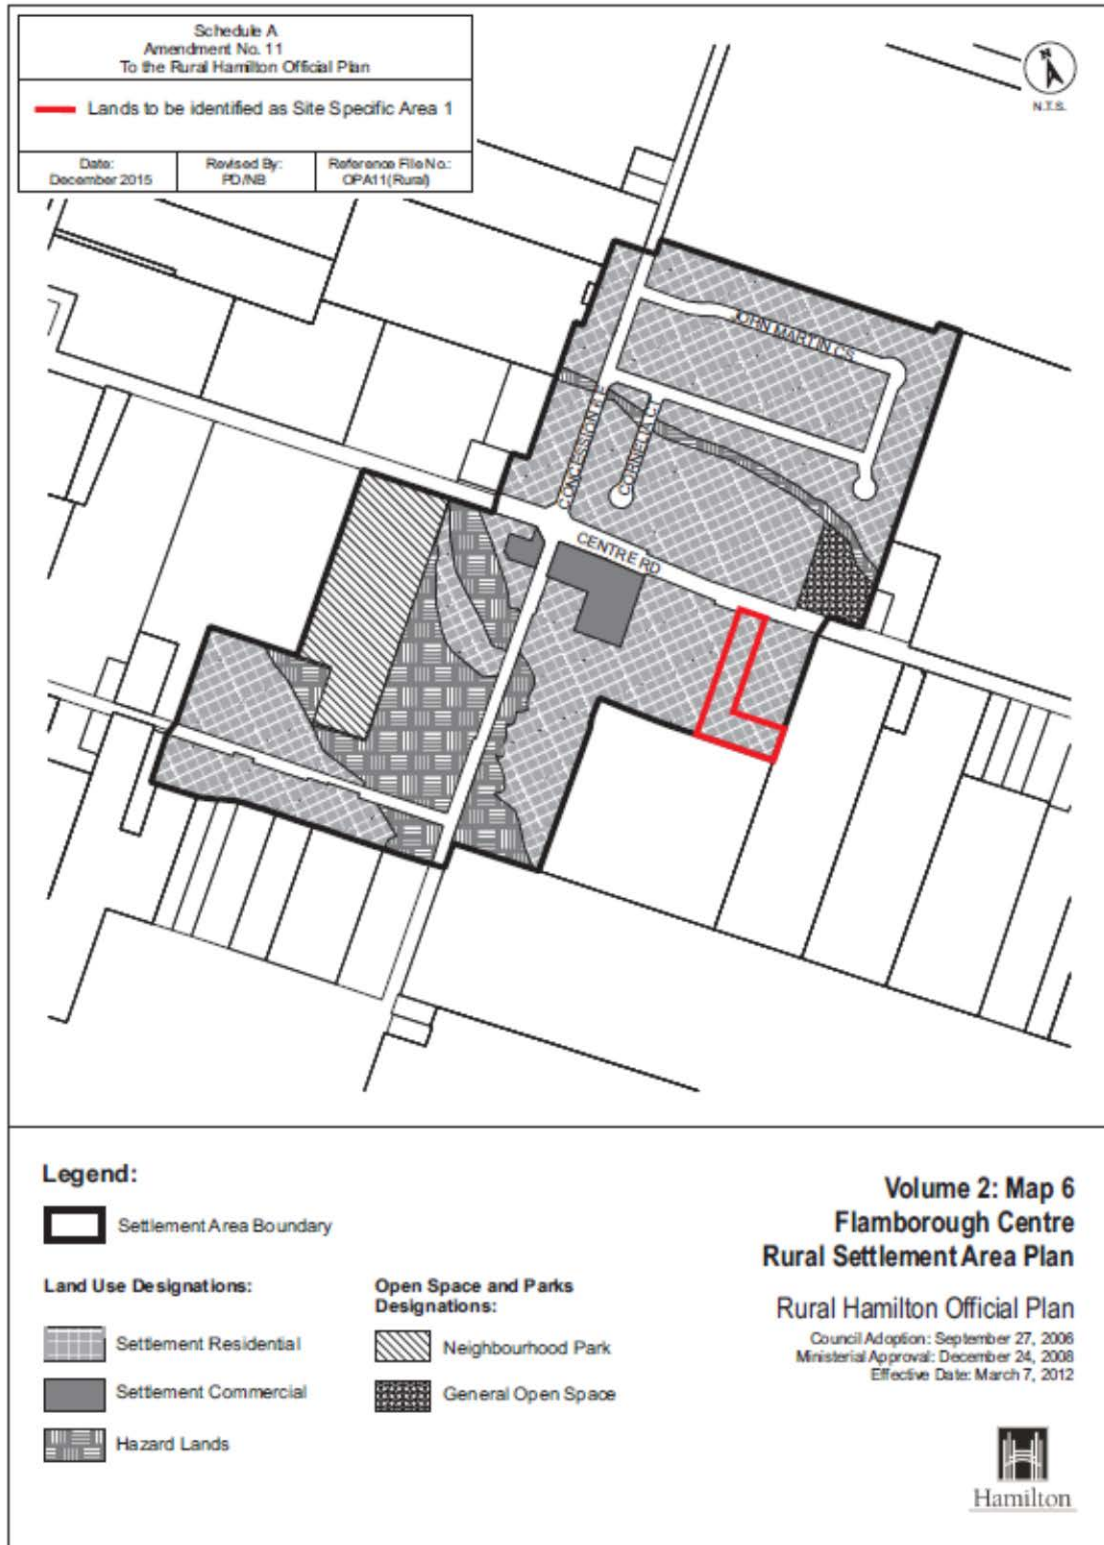 Schedule A
Amendment No. 11
To the Rural Hamilton Official Plan
Lands to be identified as Site Specific Area 1
Date:
December 2015
Revised By:
PD/NB
Reference File No.:
OPA11(Rural)
N
N.T.S.
JOHN MARTIN CS
CONCESSION
CORNELIA CT
CENTRE RD
Legend:
Settlement Area Boundary
Land Use Designations:
Settlement Residential
Settlement Commercial
Hazard Lands
Open Space and Parks
Designations:
Neighbourhood Park
General Open Space
Volume 2: Map 6
Flamborough Centre
Rural Settlement Area Plan
Rural Hamilton Official Plan
Council Adoption: September 27, 2006
Ministerial Approval: December 24, 2008
Effective Date: March 7, 2012
Hamilton